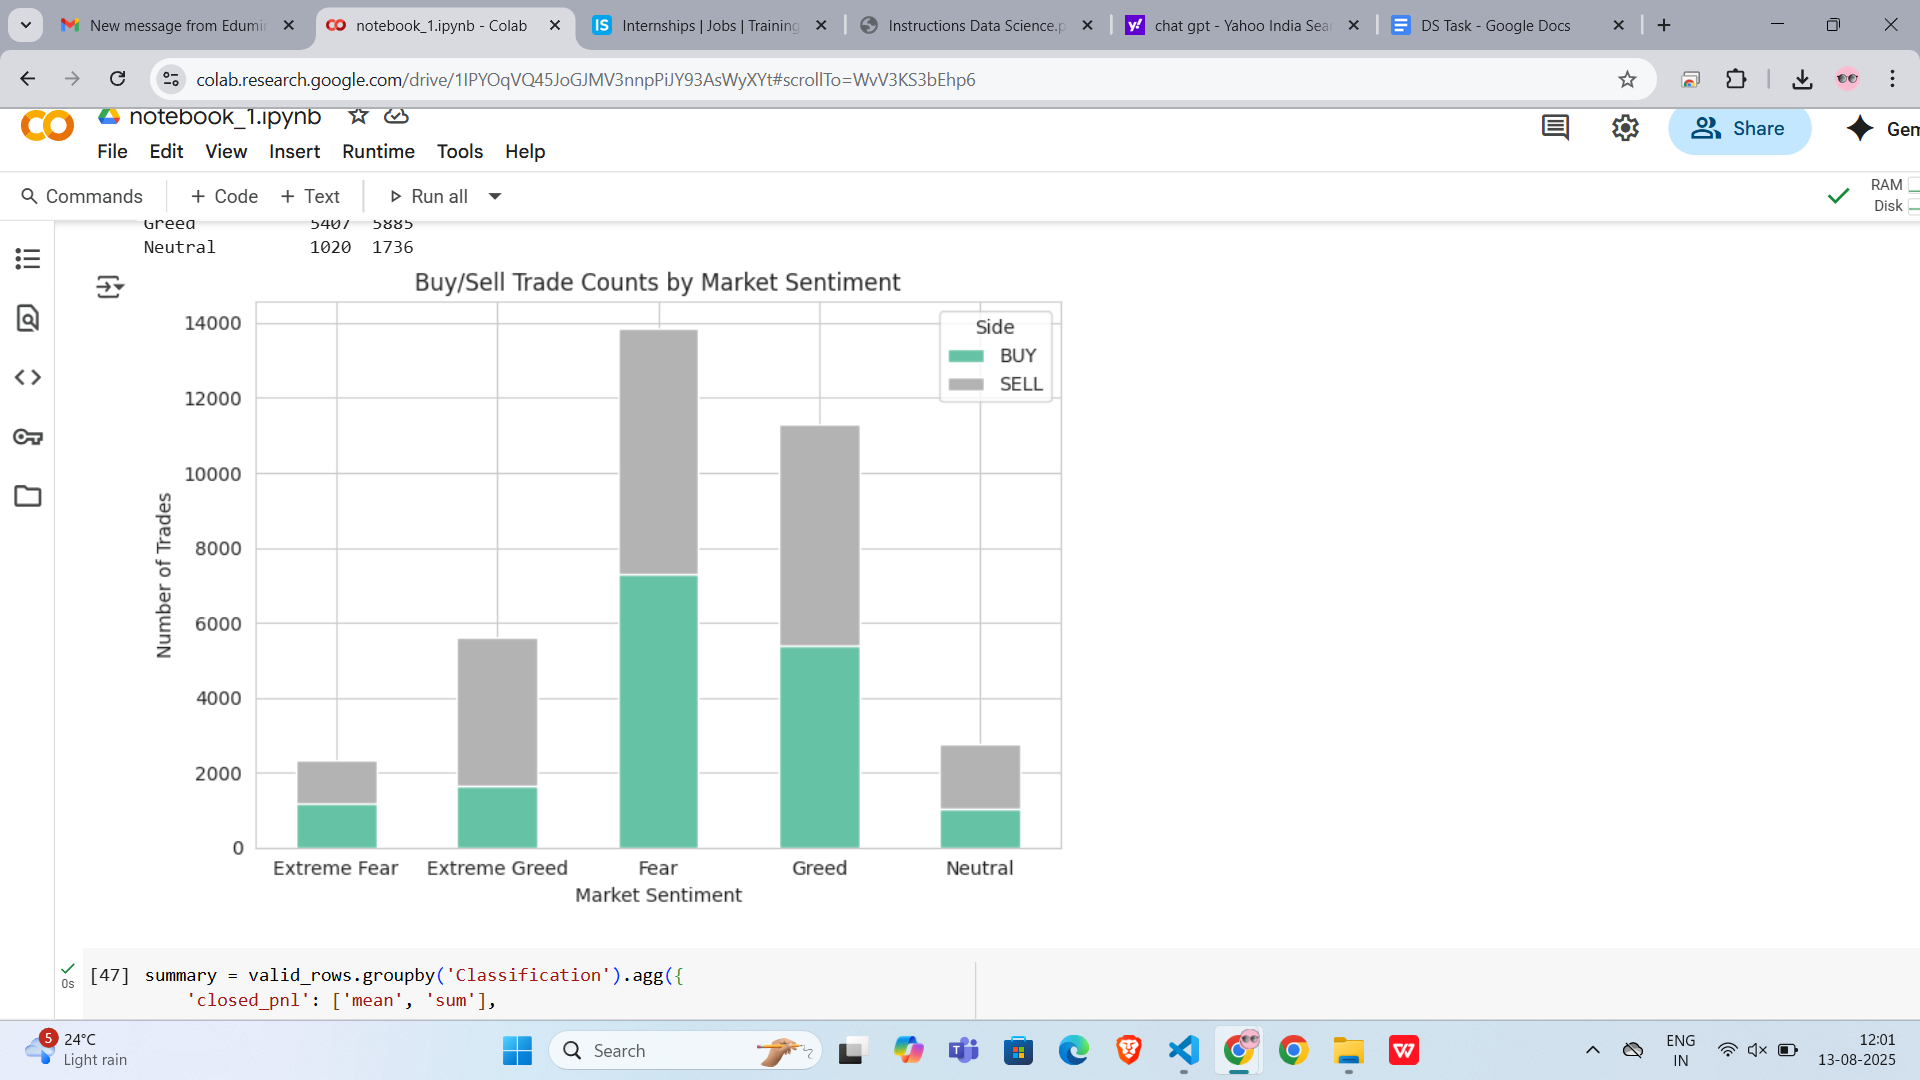 New message from Edumin
notebook_1.ipynb - Colab
IS
Internships | Jobs | Training
Instructions Data Science.p
y!
chat gpt - Yahoo India Sear
DS Task - Google Docs
colab.research.google.com/drive/1IPYOqVQ45JoGJMV3nnpPiJY93AsWyXYt#scrollTo=WvV3KS3bEhp6
notebook_1.ipynb
File Edit View Insert Runtime Tools Help
Share
Gem
Commands
+ Code + Text
Run all
RAM
Disk
Greed 5407 5885
Neutral 1020 1736
Buy/Sell Trade Counts by Market Sentiment
Side
BUY
SELL
14000
12000
10000
8000
6000
4000
2000
0
Number of Trades
Extreme Fear Extreme Greed Fear Greed Neutral
Market Sentiment
0s
[47] summary = valid_rows.groupby('Classification').agg({
'closed_pnl': ['mean', 'sum'],
5
24°C
Light rain
Search
W
ENG
IN
12:01
13-08-2025